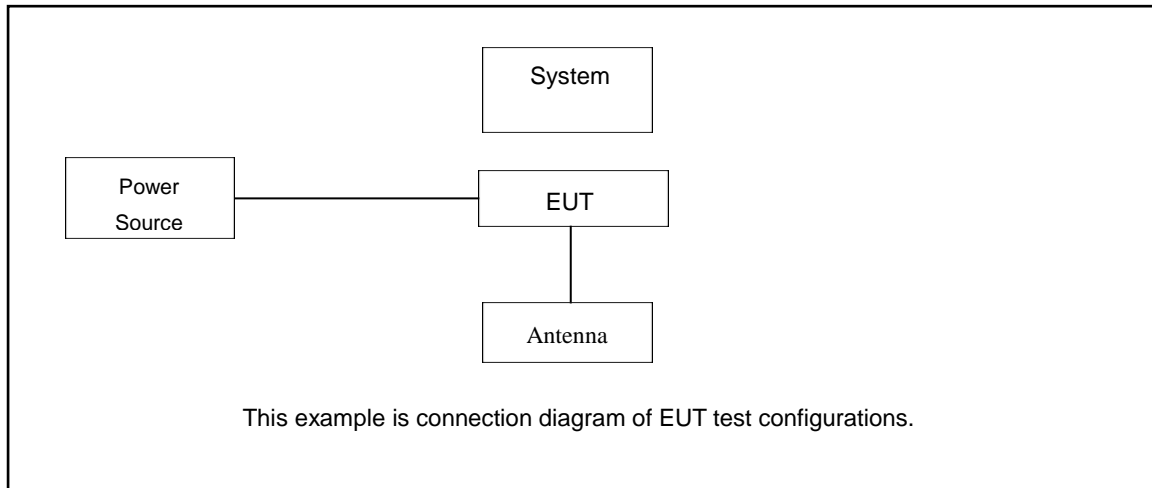 System
Power
Source
EUT
Antenna
This example is connection diagram of EUT test configurations.